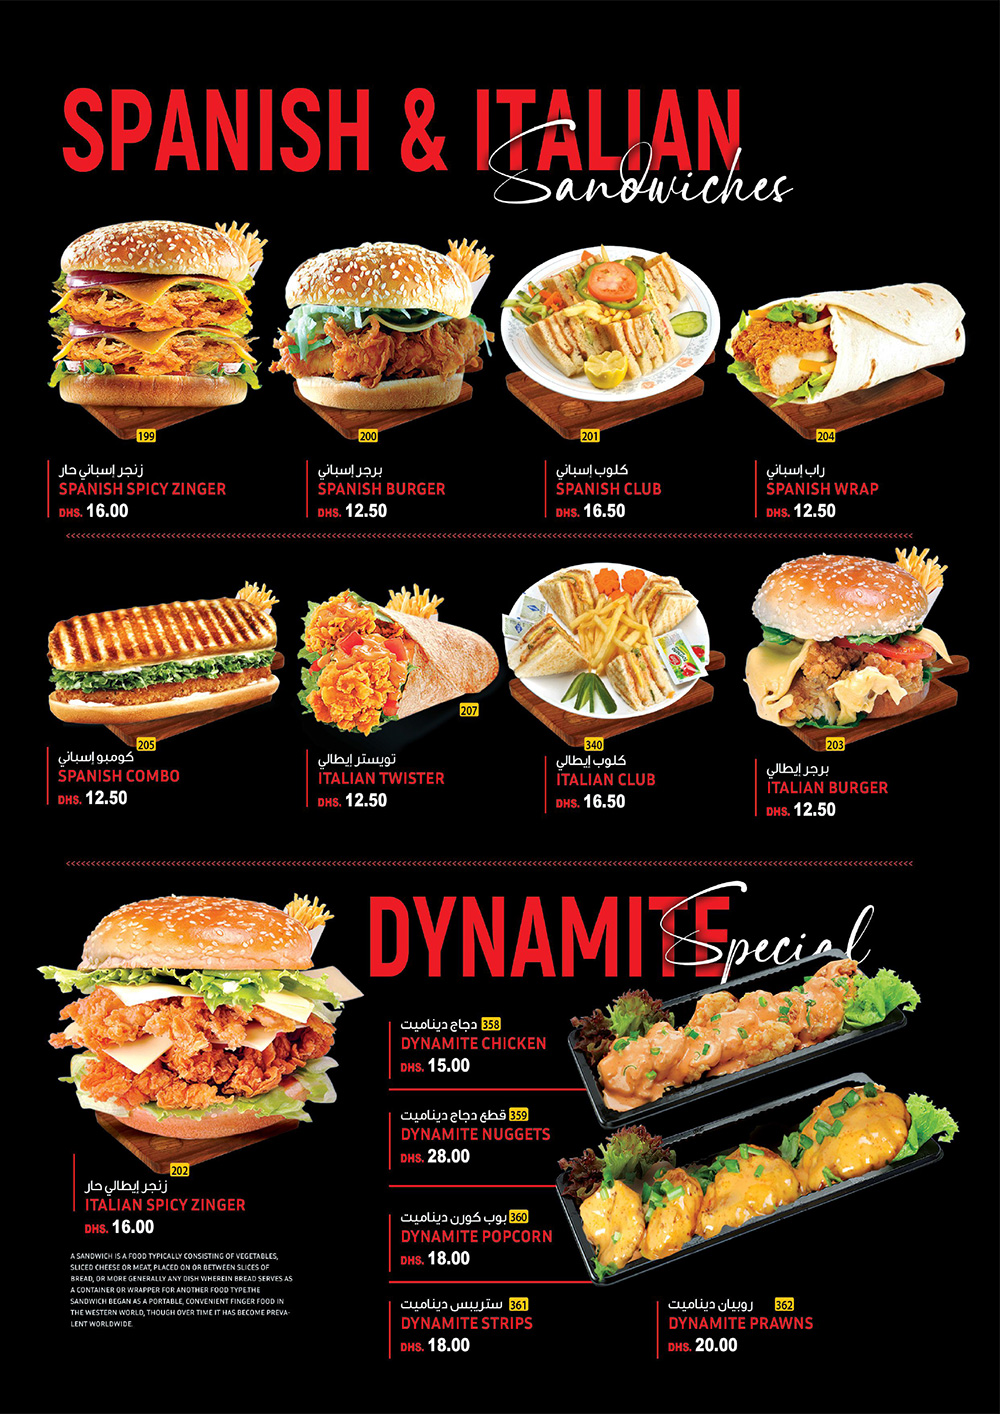 SPANISH & ITALIAN
Sandwiches
199
زنجر إسباني حار
SPANISH SPICY ZINGER
DHS. 16.00
200
برجر إسباني
SPANISH BURGER
DHS. 12.50
201
كلوب إسباني
SPANISH CLUB
DHS. 16.50
204
راب إسباني
SPANISH WRAP
DHS. 12.50
205
كومبو إسباني
SPANISH COMBO
DHS. 12.50
207
تويستر إيطالي
ITALIAN TWISTER
DHS. 12.50
340
كلوب إيطالي
ITALIAN CLUB
DHS. 16.50
203
برجر إيطالي
ITALIAN BURGER
DHS. 12.50
202
زنجر إيطالي حار
ITALIAN SPICY ZINGER
DHS. 16.00
A SANDWICH IS A FOOD TYPICALLY CONSISTING OF VEGETABLES,
SLICED CHEESE OR MEAT, PLACED ON OR BETWEEN SLICES OF
BREAD, OR MORE GENERALLY ANY DISH WHEREIN BREAD SERVES AS
A CONTAINER OR WRAPPER FOR ANOTHER FOOD TYPE.THE
SANDWICH BEGAN AS A PORTABLE, CONVENIENT FINGER FOOD IN
THE WESTERN WORLD, THOUGH OVER TIME IT HAS BECOME PREVA-
LENT WORLDWIDE.
DYNAMITE
Special
دجاج ديناميت 358
DYNAMITE CHICKEN
DHS. 15.00
قطع دجاج ديناميت 359
DYNAMITE NUGGETS
DHS. 28.00
بوب كورن ديناميت 360
DYNAMITE POPCORN
DHS. 18.00
ستريبس ديناميت 361
DYNAMITE STRIPS
DHS. 18.00
روبيان ديناميت 362
DYNAMITE PRAWNS
DHS. 20.00